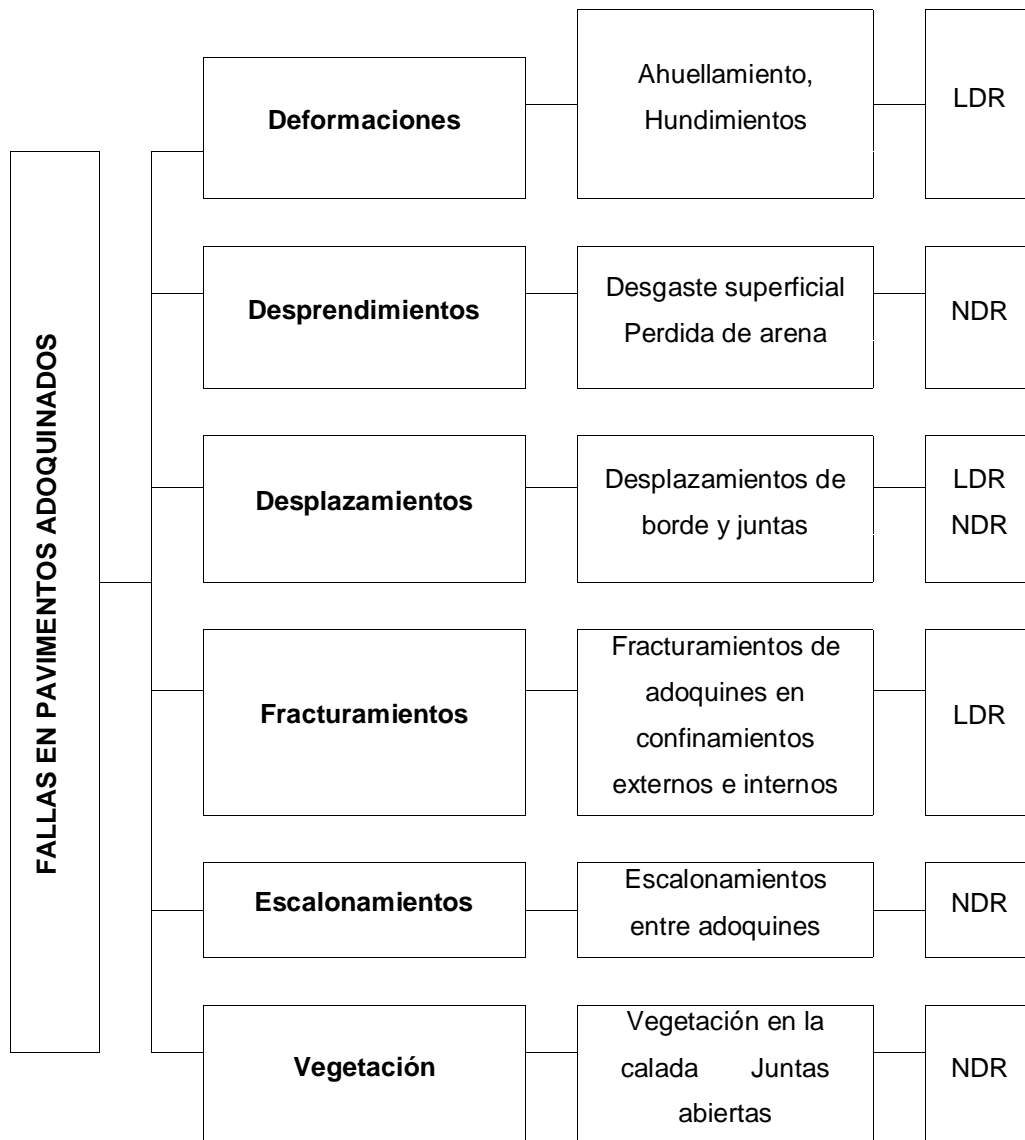 FALLAS EN PAVIMENTOS ADOQUINADOS
Deformaciones
Ahuellamiento,
Hundimientos
LDR
Desprendimientos
Desgaste superficial
Perdida de arena
NDR
Desplazamientos
Desplazamientos de
borde y juntas
LDR
NDR
Fracturamientos
Fracturamientos de
adoquines en
confinamientos
externos e internos
LDR
Escalonamientos
Escalonamientos
entre adoquines
NDR
Vegetación
Vegetación en la
calada Juntas
abiertas
NDR